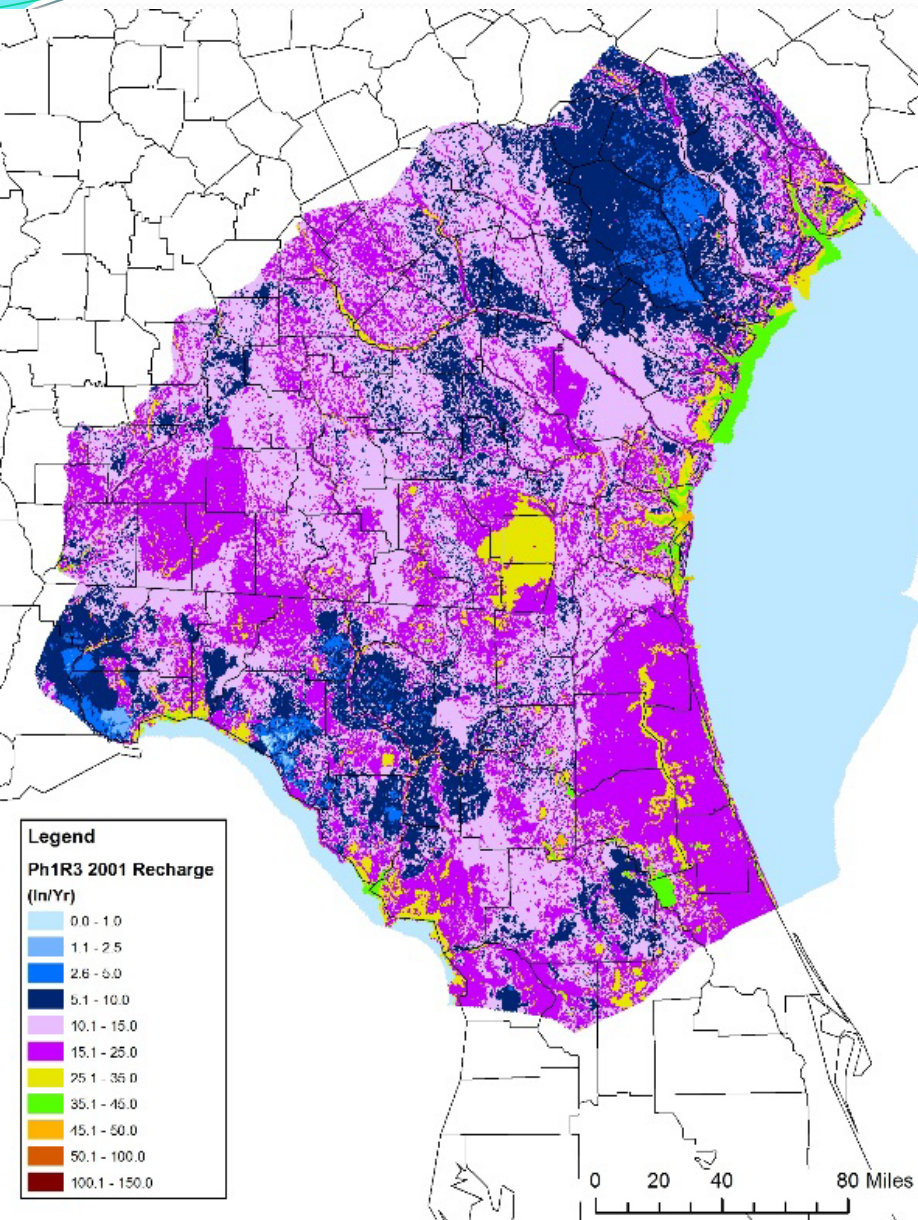 Legend
Ph1R3 2001 Recharge
(In/Yr)
0.0 - 1.0
1.1 - 2.5
2.6 - 5.0
5.1 - 10.0
10.1 - 15.0
15.1 - 25.0
25.1 - 35.0
35.1 - 45.0
45.1 - 50.0
50.1 - 100.0
100.1 - 150.0
0 20 40 80 Miles